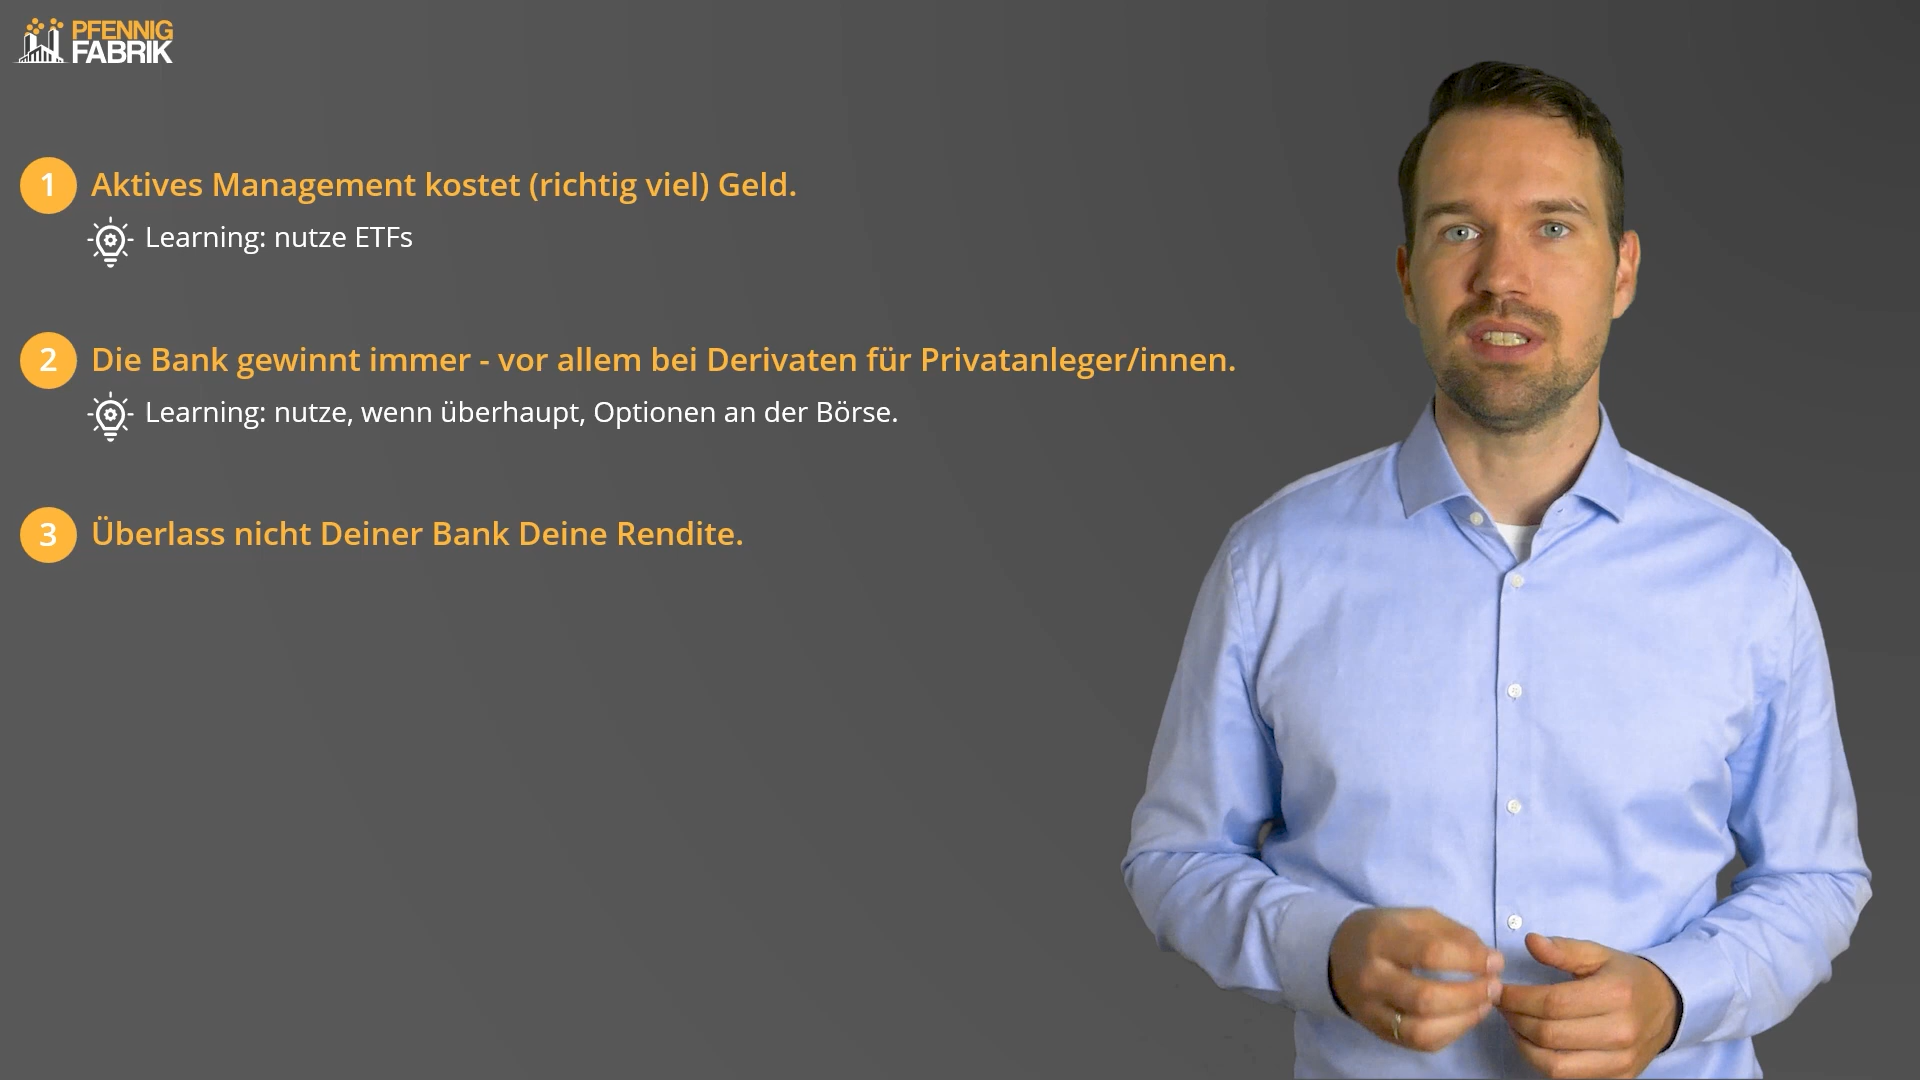 PFENNIG
FABRIK
1 Aktives Management kostet (richtig viel) Geld.
Learning: nutze ETFs
2 Die Bank gewinnt immer - vor allem bei Derivaten für Privatanleger/innen.
Learning: nutze, wenn überhaupt, Optionen an der Börse.
3 Überlass nicht Deiner Bank Deine Rendite.